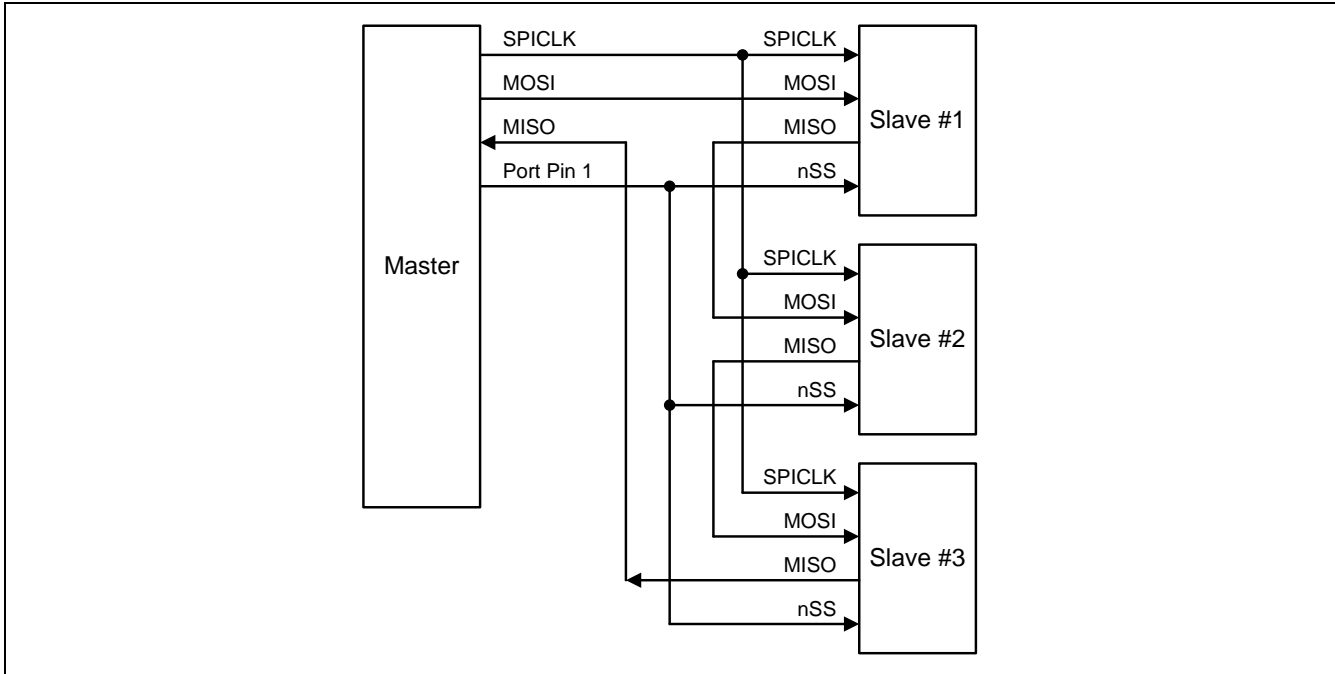 SPICLK SPICLK
MOSI MOSI
MISO MISO
Port Pin 1 nSS
Slave #1
Master
SPICLK
MOSI
MISO
nSS
Slave #2
SPICLK
MOSI
MISO
nSS
Slave #3